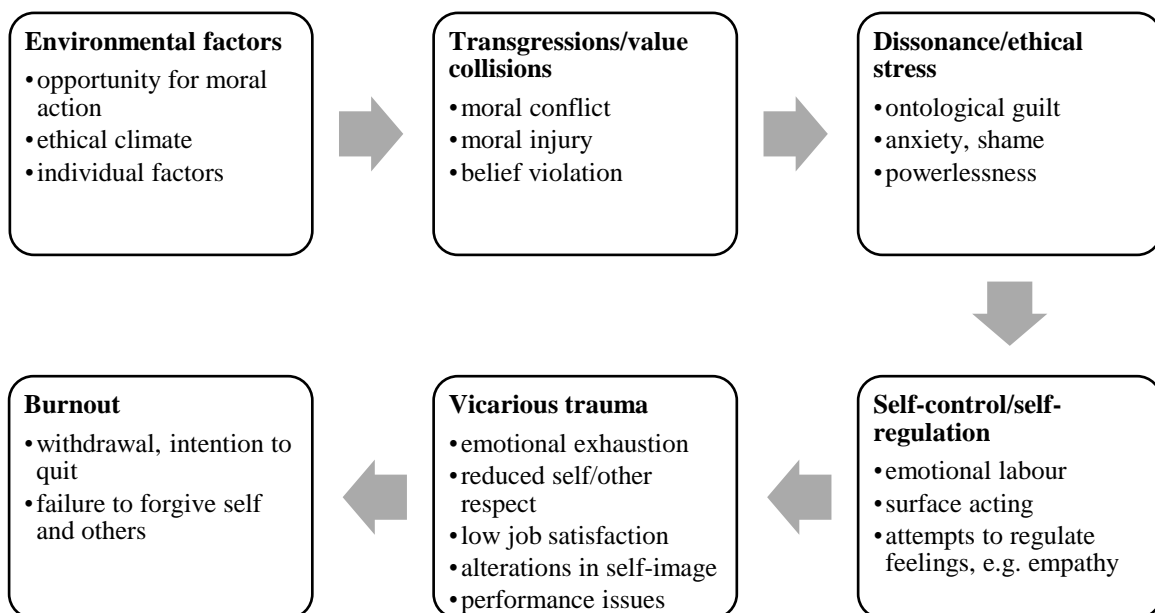 Environmental factors
•opportunity for moral
action
•ethical climate
•individual factors
Transgressions/value
collisions
•moral conflict
•moral injury
•belief violation
Dissonance/ethical
stress
•ontological guilt
•anxiety, shame
•powerlessness
Self-control/self-
regulation
•emotional labour
•surface acting
•attempts to regulate
feelings, e.g. empathy
Vicarious trauma
•emotional exhaustion
•reduced self/other
respect
•low job satisfaction
•alterations in self-image
•performance issues
Burnout
•withdrawal, intention to
quit
•failure to forgive self
and others